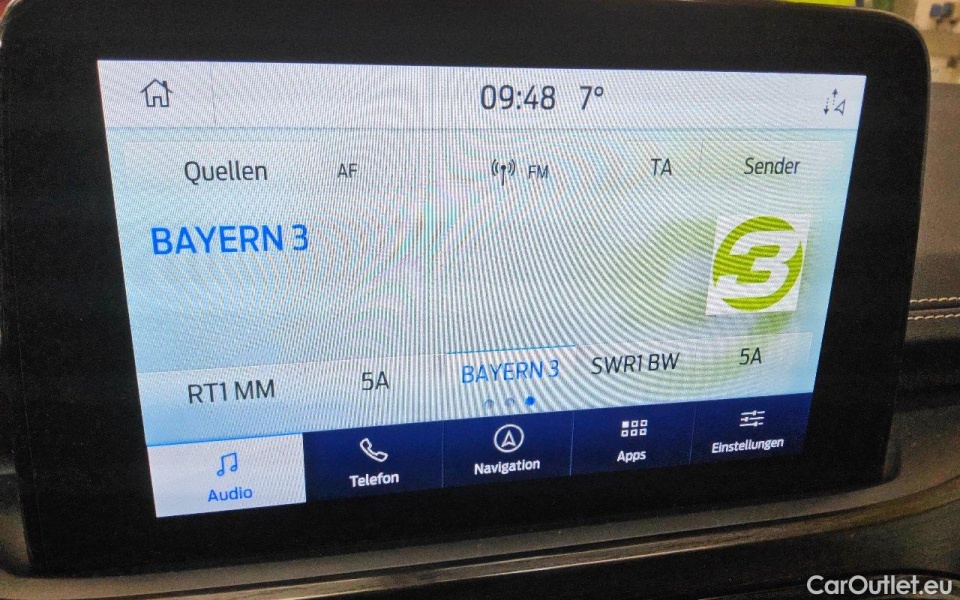 09:48 7°
Quellen AF FM TA Sender
BAYERN 3
3
RT1 MM 5A BAYERN 3 SWR1 BW 5A
Audio Telefon Navigation Apps Einstellungen
CarOutlet.eu